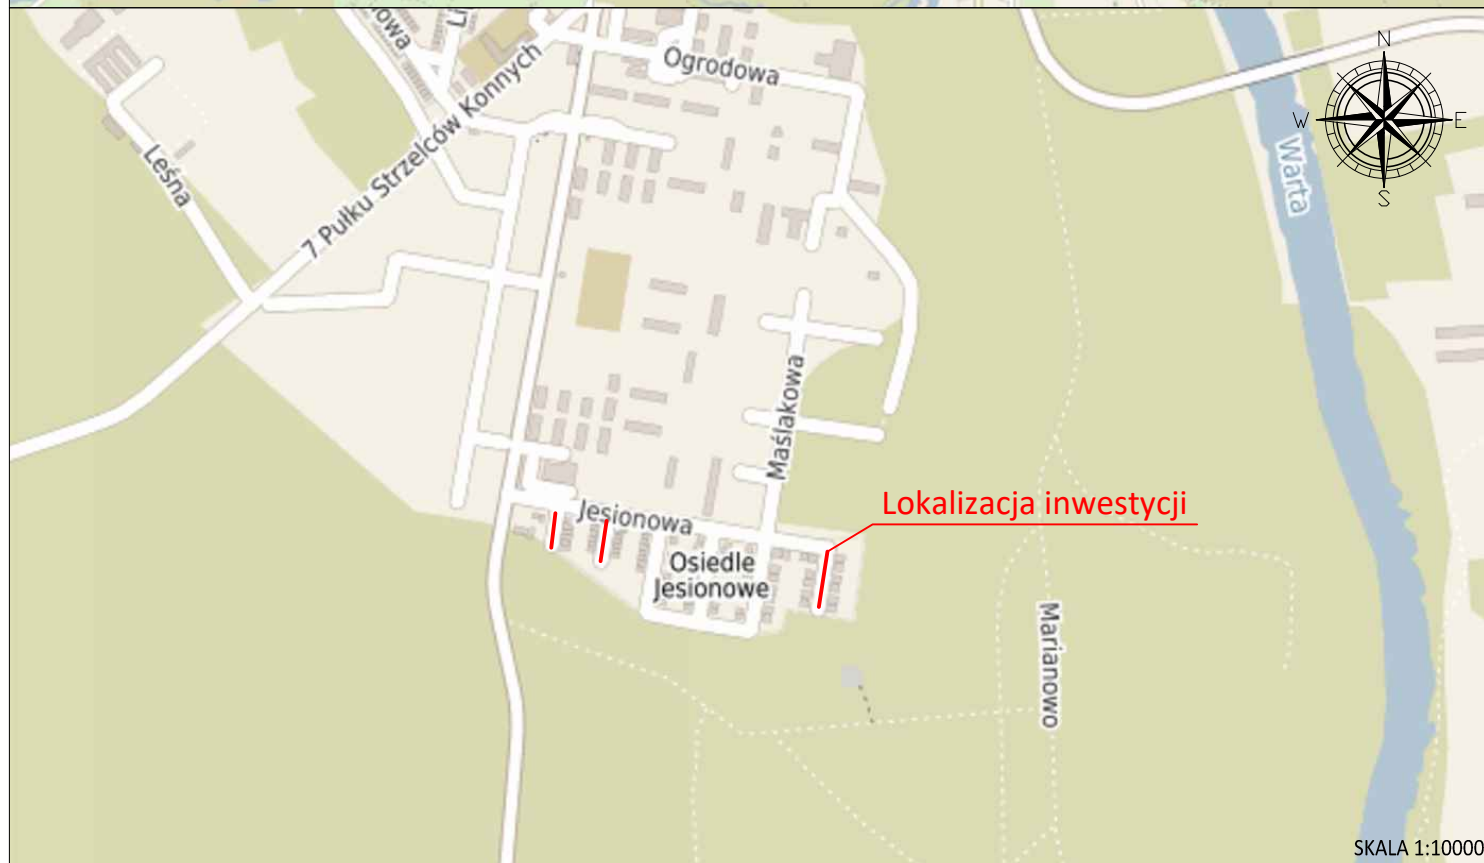 Ogrodowa
N
W
E
S
7 Pułku Strzelców Konnych
Leśna
Warta
Maślakowa
Lokalizacja inwestycji
Jesionowa
Osiedle
Jesionowe
Marianowo
SKALA 1:10000